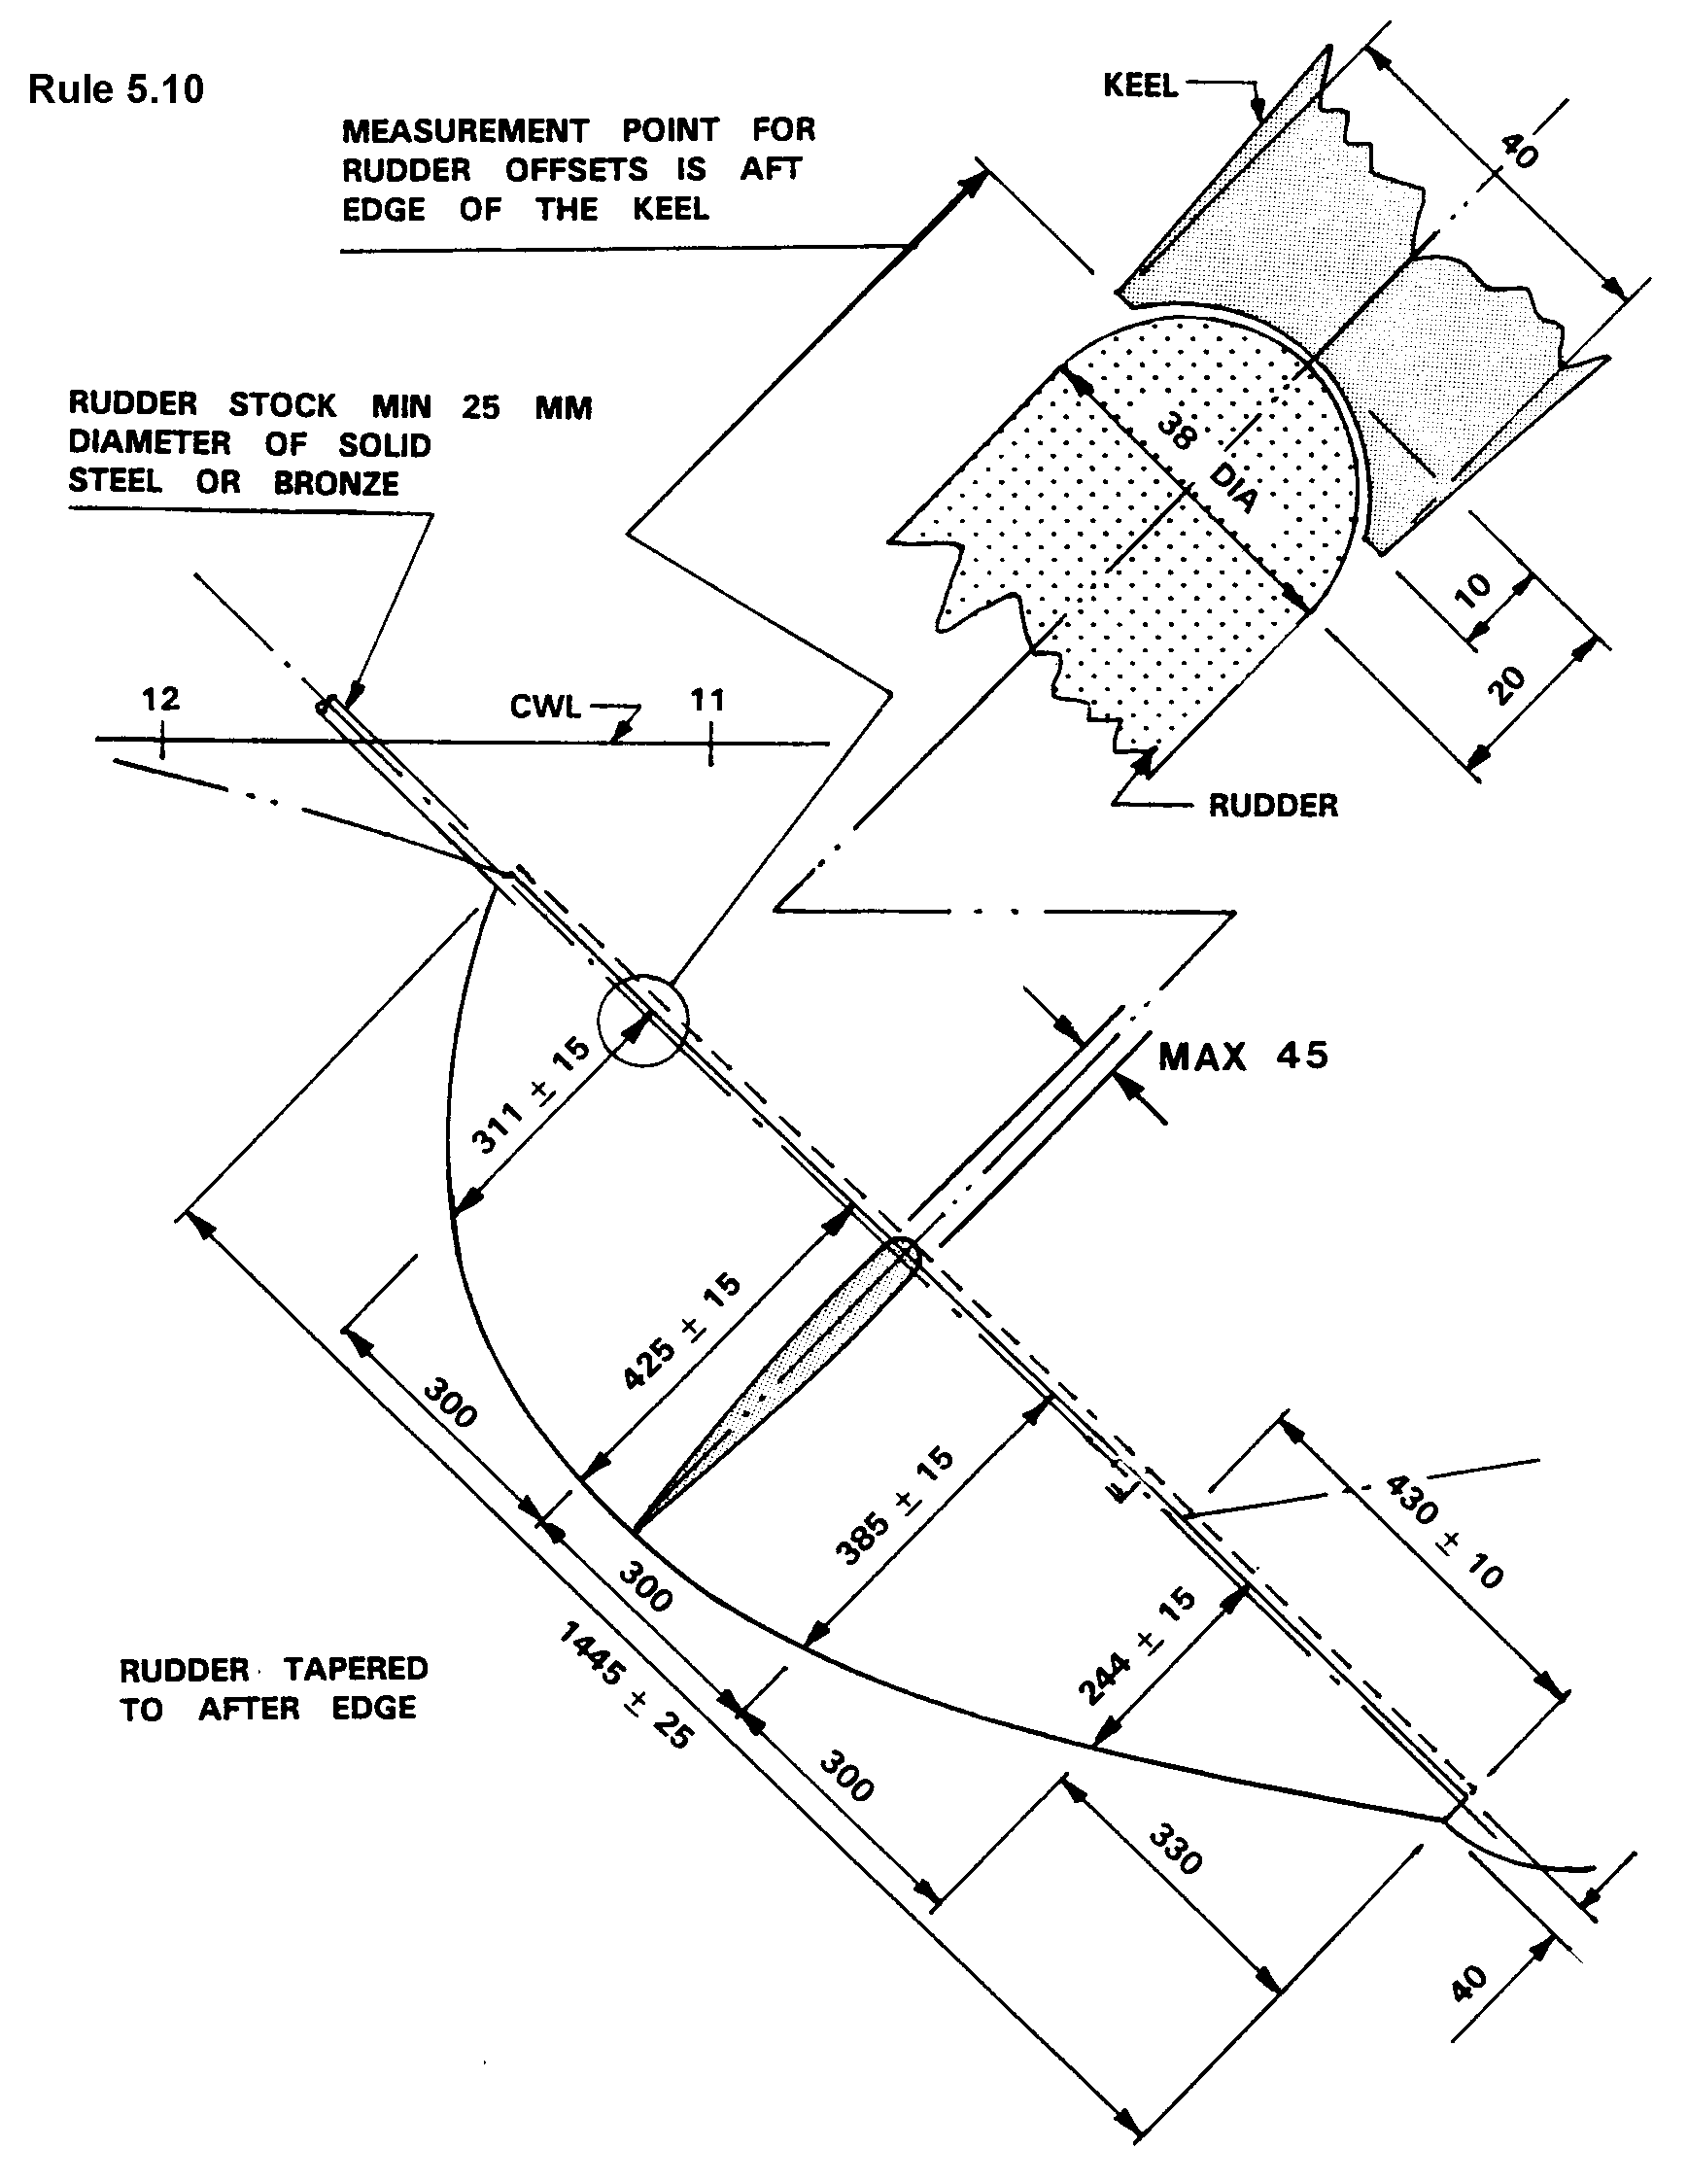 Rule 5.10
KEEL
40
MEASUREMENT POINT FOR
RUDDER OFFSETS IS AFT
EDGE OF THE KEEL
RUDDER STOCK MIN 25 MM
DIAMETER OF SOLID
STEEL OR BRONZE
38 DIA
10
20
12
CWL
11
RUDDER
MAX 45
311 ± 15
425 ± 15
385 ± 15
430 ± 10
244 ± 15
300
300
300
1445 ± 25
330
40
RUDDER TAPERED
TO AFTER EDGE